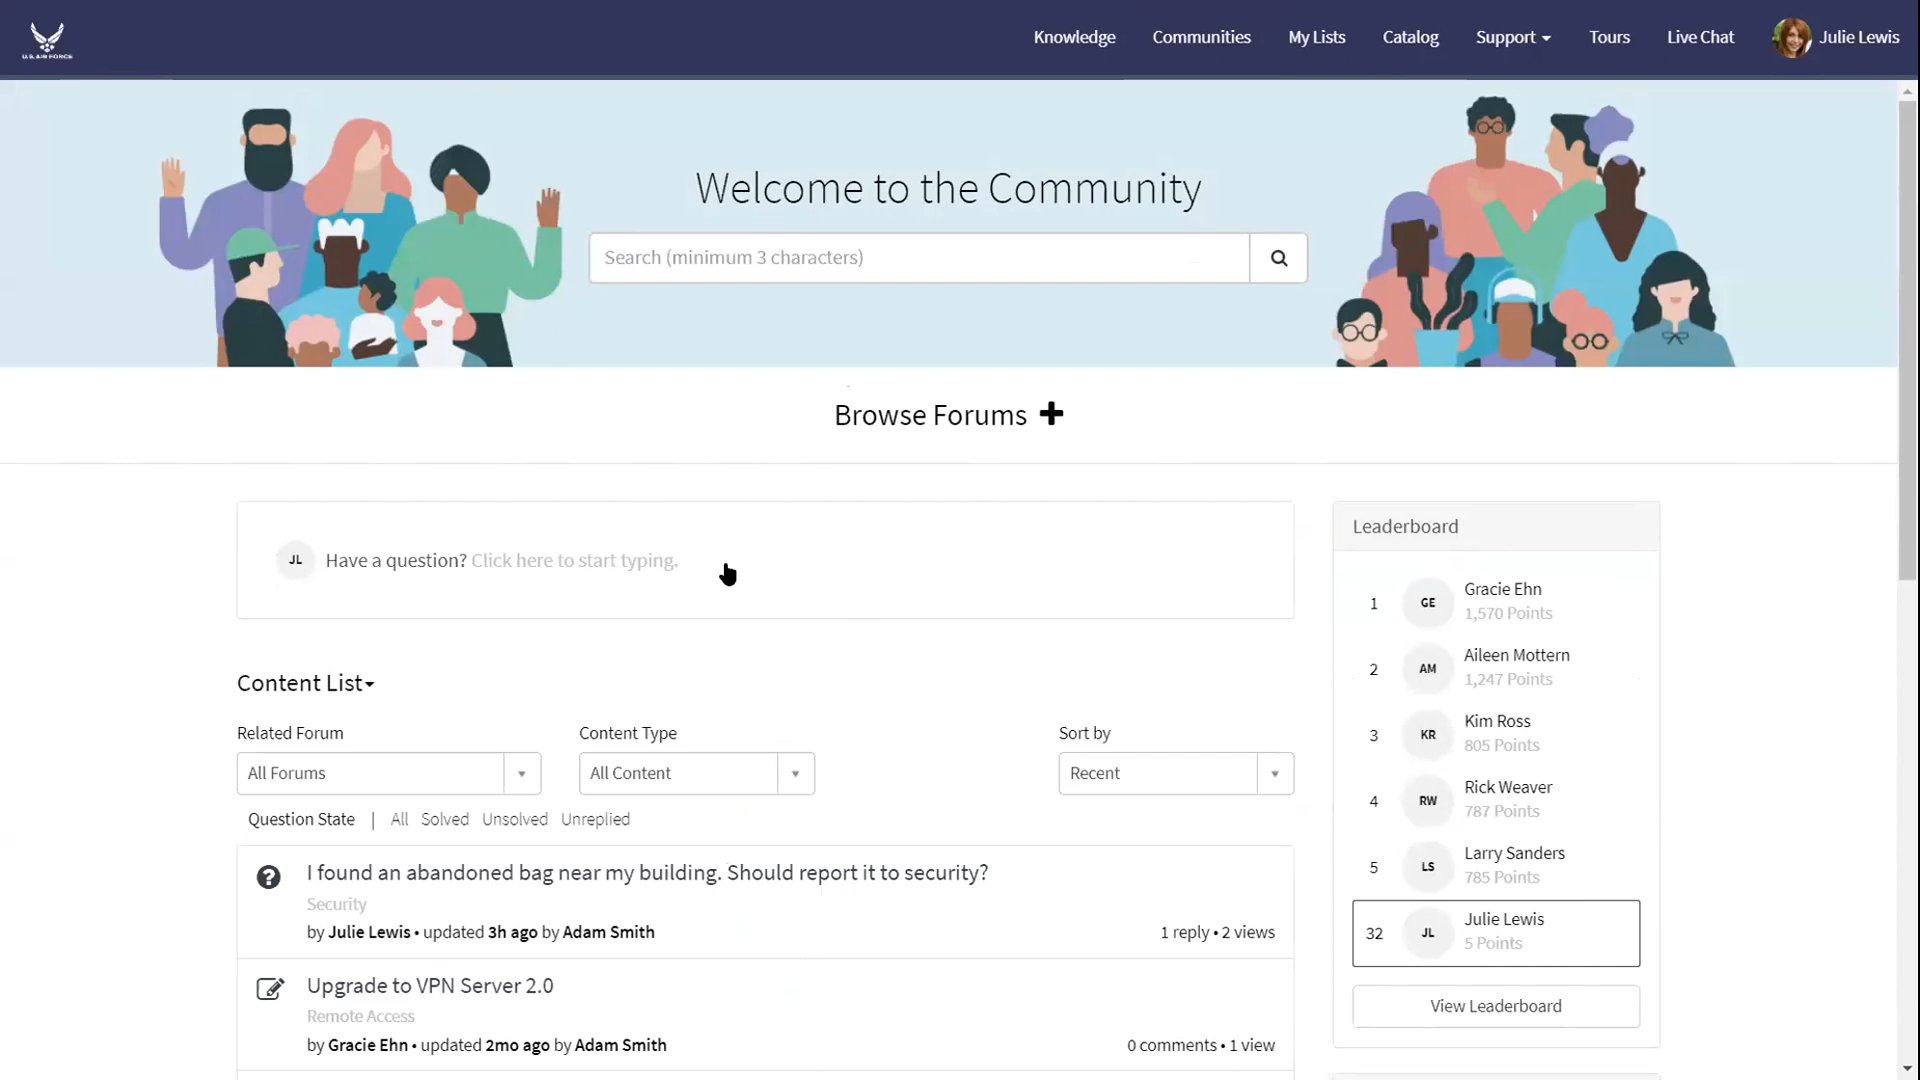 U.S. AIR FORCE
Knowledge
Communities
My Lists
Catalog
Support
Tours
Live Chat
Julie Lewis
Welcome to the Community
Search (minimum 3 characters)
Browse Forums
JL
Have a question? Click here to start typing.
Content List
Related Forum
Content Type
Sort by
All Forums
All Content
Recent
Question State | All Solved Unsolved Unreplied
I found an abandoned bag near my building. Should report it to security?
Security
by Julie Lewis • updated 3h ago by Adam Smith
1 reply • 2 views
Upgrade to VPN Server 2.0
Remote Access
by Gracie Ehn • updated 2mo ago by Adam Smith
0 comments • 1 view
Leaderboard
1
GE
Gracie Ehn
1,570 Points
2
AM
Aileen Mottern
1,247 Points
3
KR
Kim Ross
805 Points
4
RW
Rick Weaver
787 Points
5
LS
Larry Sanders
785 Points
32
JL
Julie Lewis
5 Points
View Leaderboard